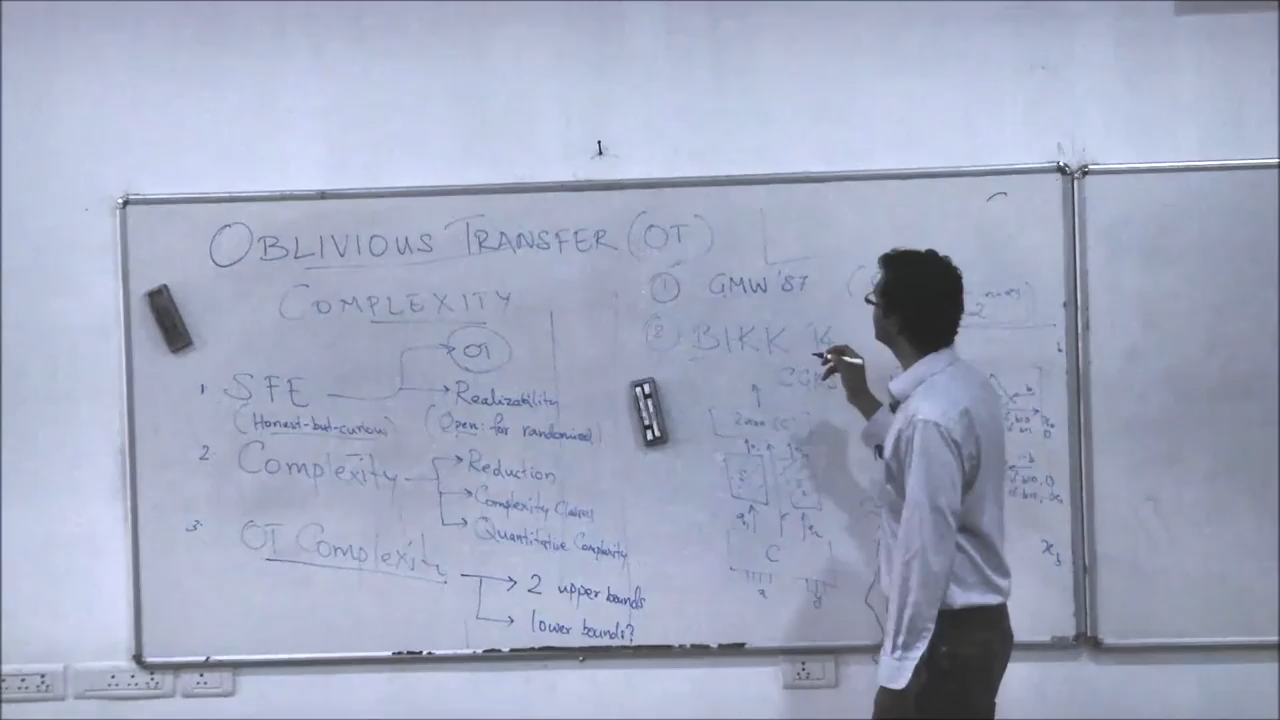 OBLIVIOUS TRANSFER (OT)
COMPLEXITY
OT
1. SFE
Realizability
(Honest-but-curious)
(Open: for randomized)
2. Complexity
Reduction
Complexity Classes
Quantitative Complexity
3. OT Complexity
2 upper bounds
lower bounds?
① GMW '87
② BIKK
C
x
y